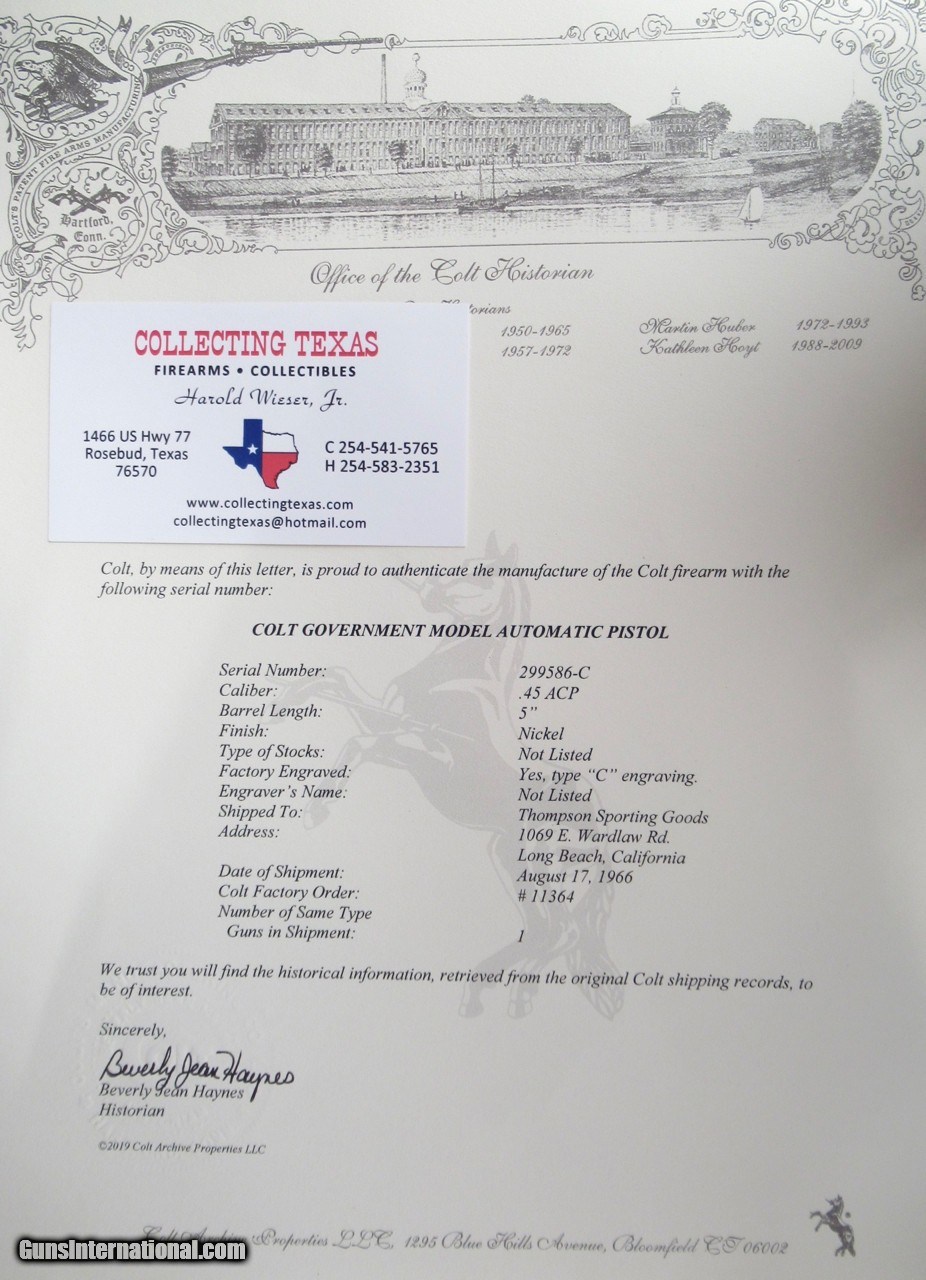 COLT'S PATENT FIRE ARMS MANUFACTURING
Hartford,
Conn.
Office of the Colt Historian
1950-1965 Martin Huber 1972-1993
1957-1972 Kathleen Hoyt 1988-2009
COLLECTING TEXAS
FIREARMS • COLLECTIBLES
Harold Wieser, Jr.
1466 US Hwy 77
Rosebud, Texas
76570
C 254-541-5765
H 254-583-2351
www.collectingtexas.com
collectingtexas@hotmail.com
Colt, by means of this letter, is proud to authenticate the manufacture of the Colt firearm with the
following serial number:
COLT GOVERNMENT MODEL AUTOMATIC PISTOL
Serial Number: 299586-C
Caliber: .45 ACP
Barrel Length: 5"
Finish: Nickel
Type of Stocks: Not Listed
Factory Engraved: Yes, type "C" engraving.
Engraver's Name: Not Listed
Shipped To: Thompson Sporting Goods
Address: 1069 E. Wardlaw Rd.
Long Beach, California
Date of Shipment: August 17, 1966
Colt Factory Order: # 11364
Number of Same Type
Guns in Shipment: 1
We trust you will find the historical information, retrieved from the original Colt shipping records, to
be of interest.
Sincerely,
Beverly Jean Haynes
Beverly Jean Haynes
Historian
©2019 Colt Archive Properties LLC
Colt Archive Properties LLC, 1295 Blue Hills Avenue, Bloomfield CT 06002
GunsInternational.com